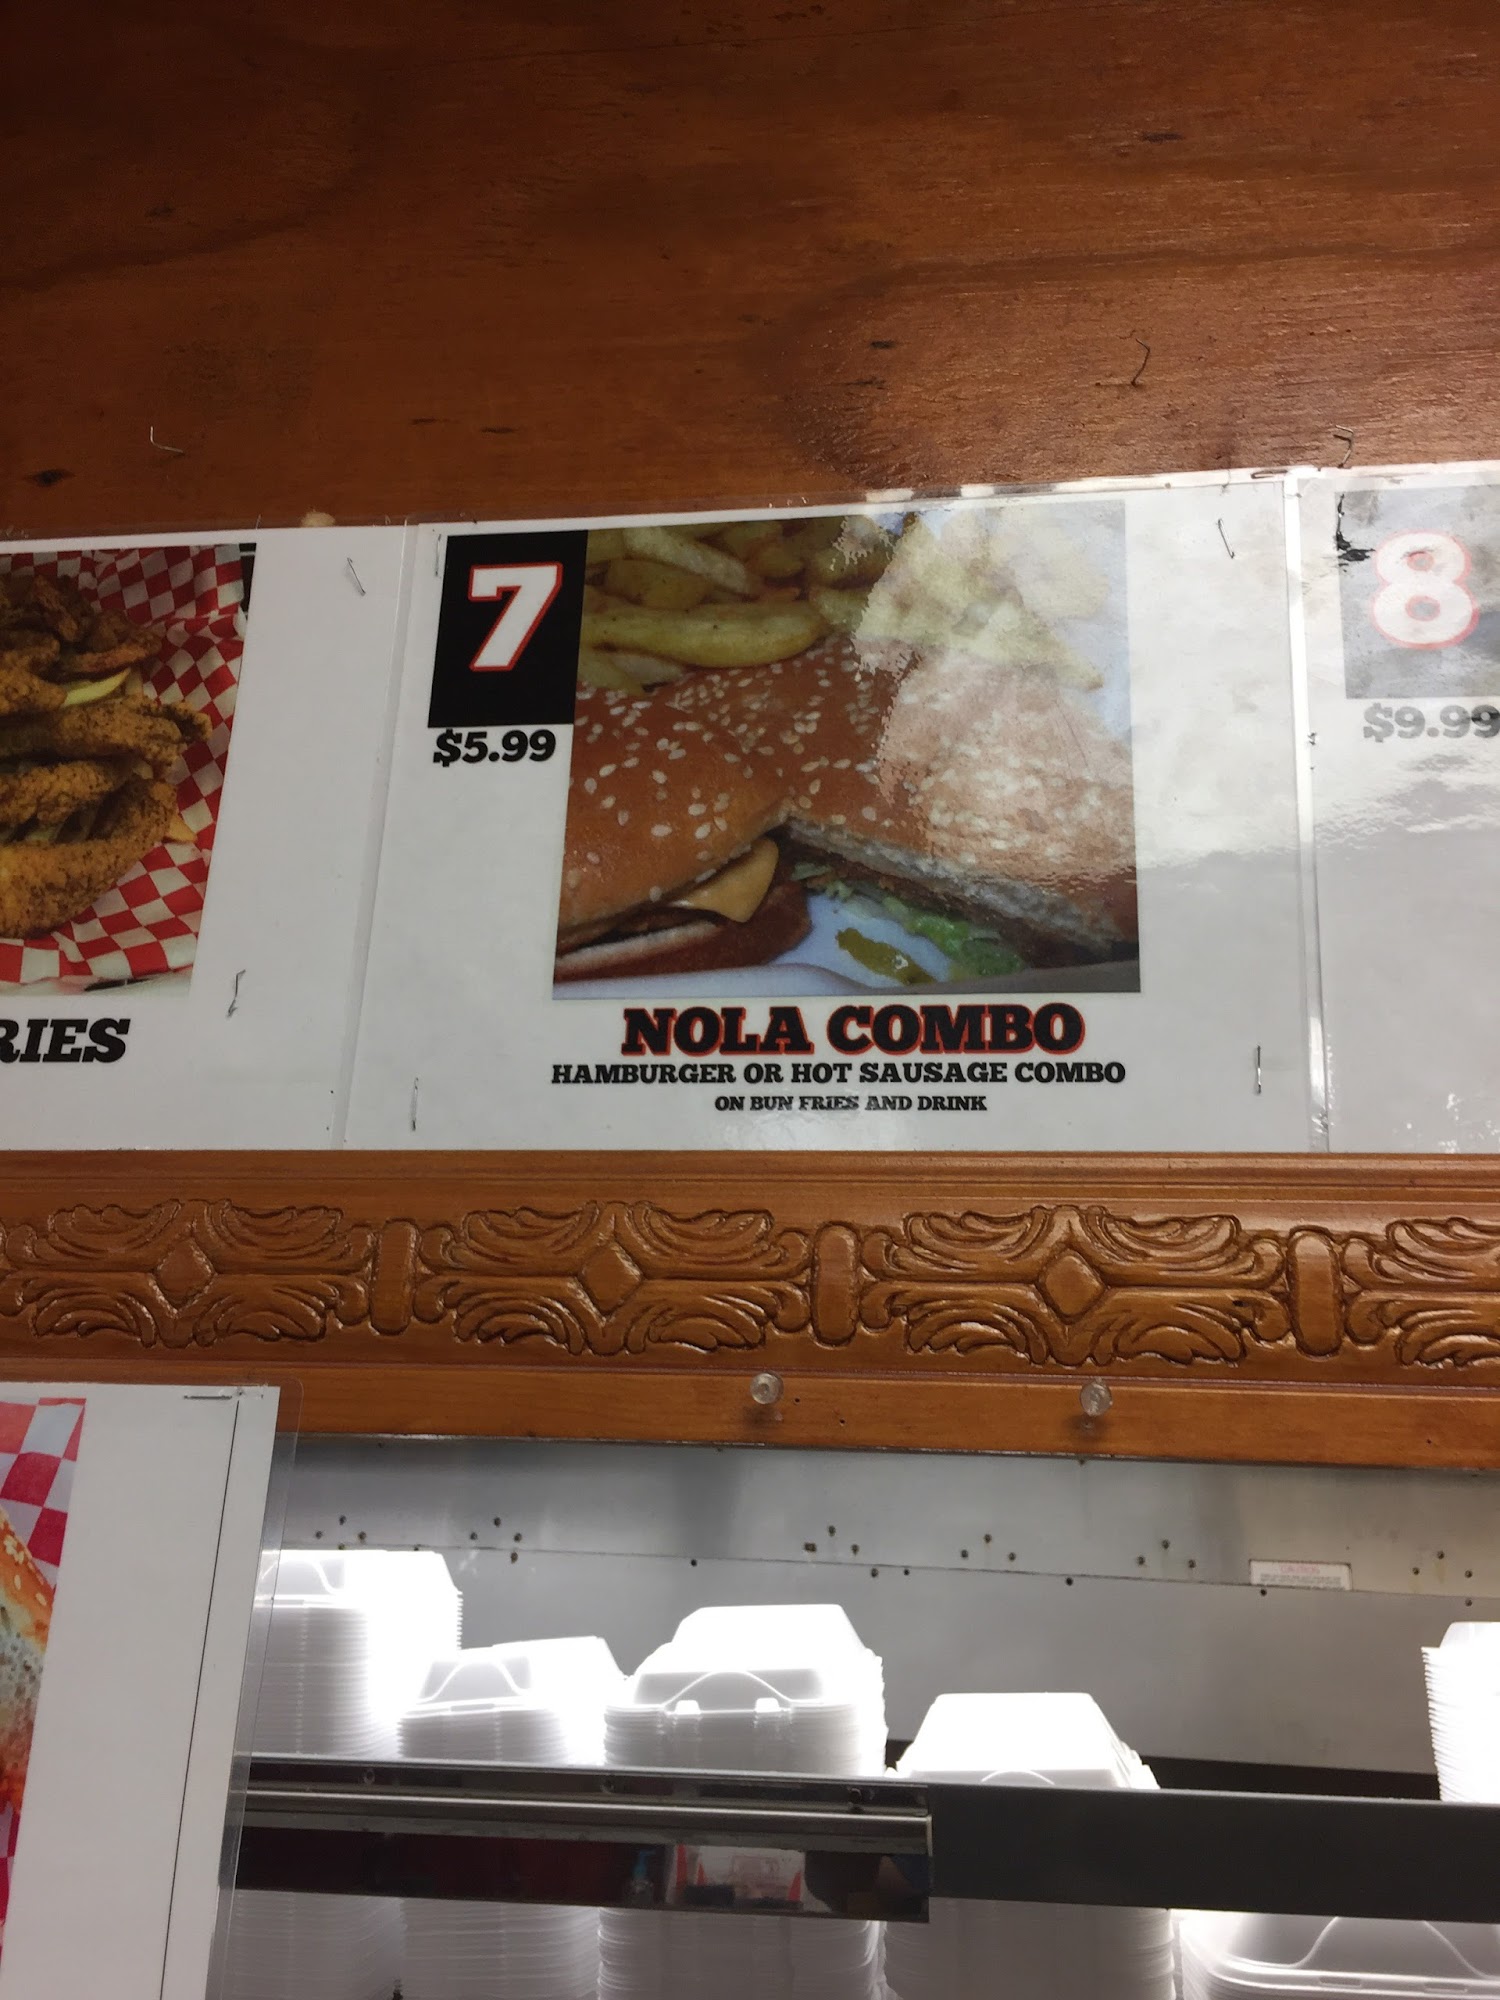 7
$5.99
NOLA COMBO
HAMBURGER OR HOT SAUSAGE COMBO
ON BUN FRIES AND DRINK
8
$9.99
RIES
CAUTION